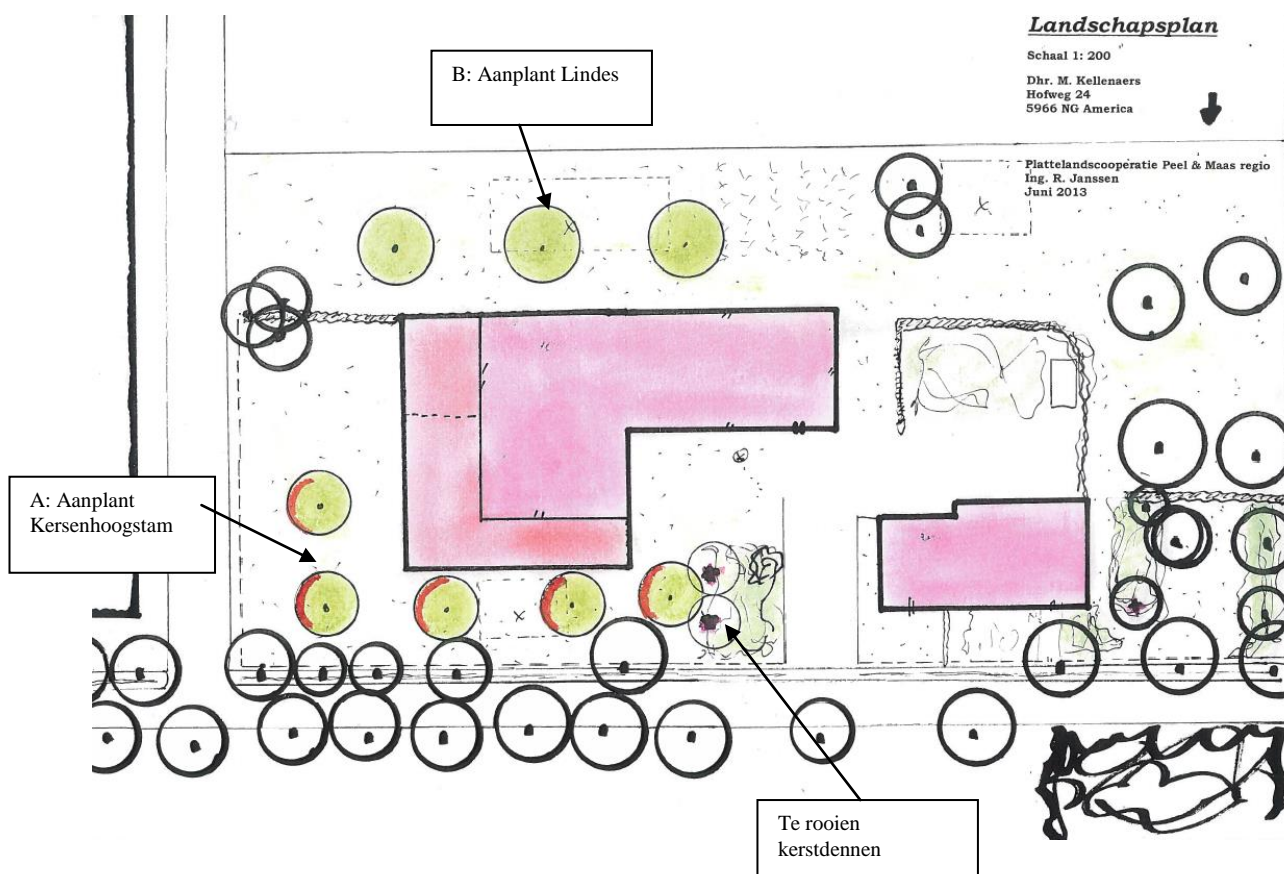 Landschapsplan
Schaal 1: 200
Dhr. M. Kellenaers
Hofweg 24
5966 NG America
B: Aanplant Lindes
Plattelandscooperatie Peel & Maas regio
Ing. R. Janssen
Juni 2013
A: Aanplant
Kersenhoogstam
Te rooien
kerstdennen